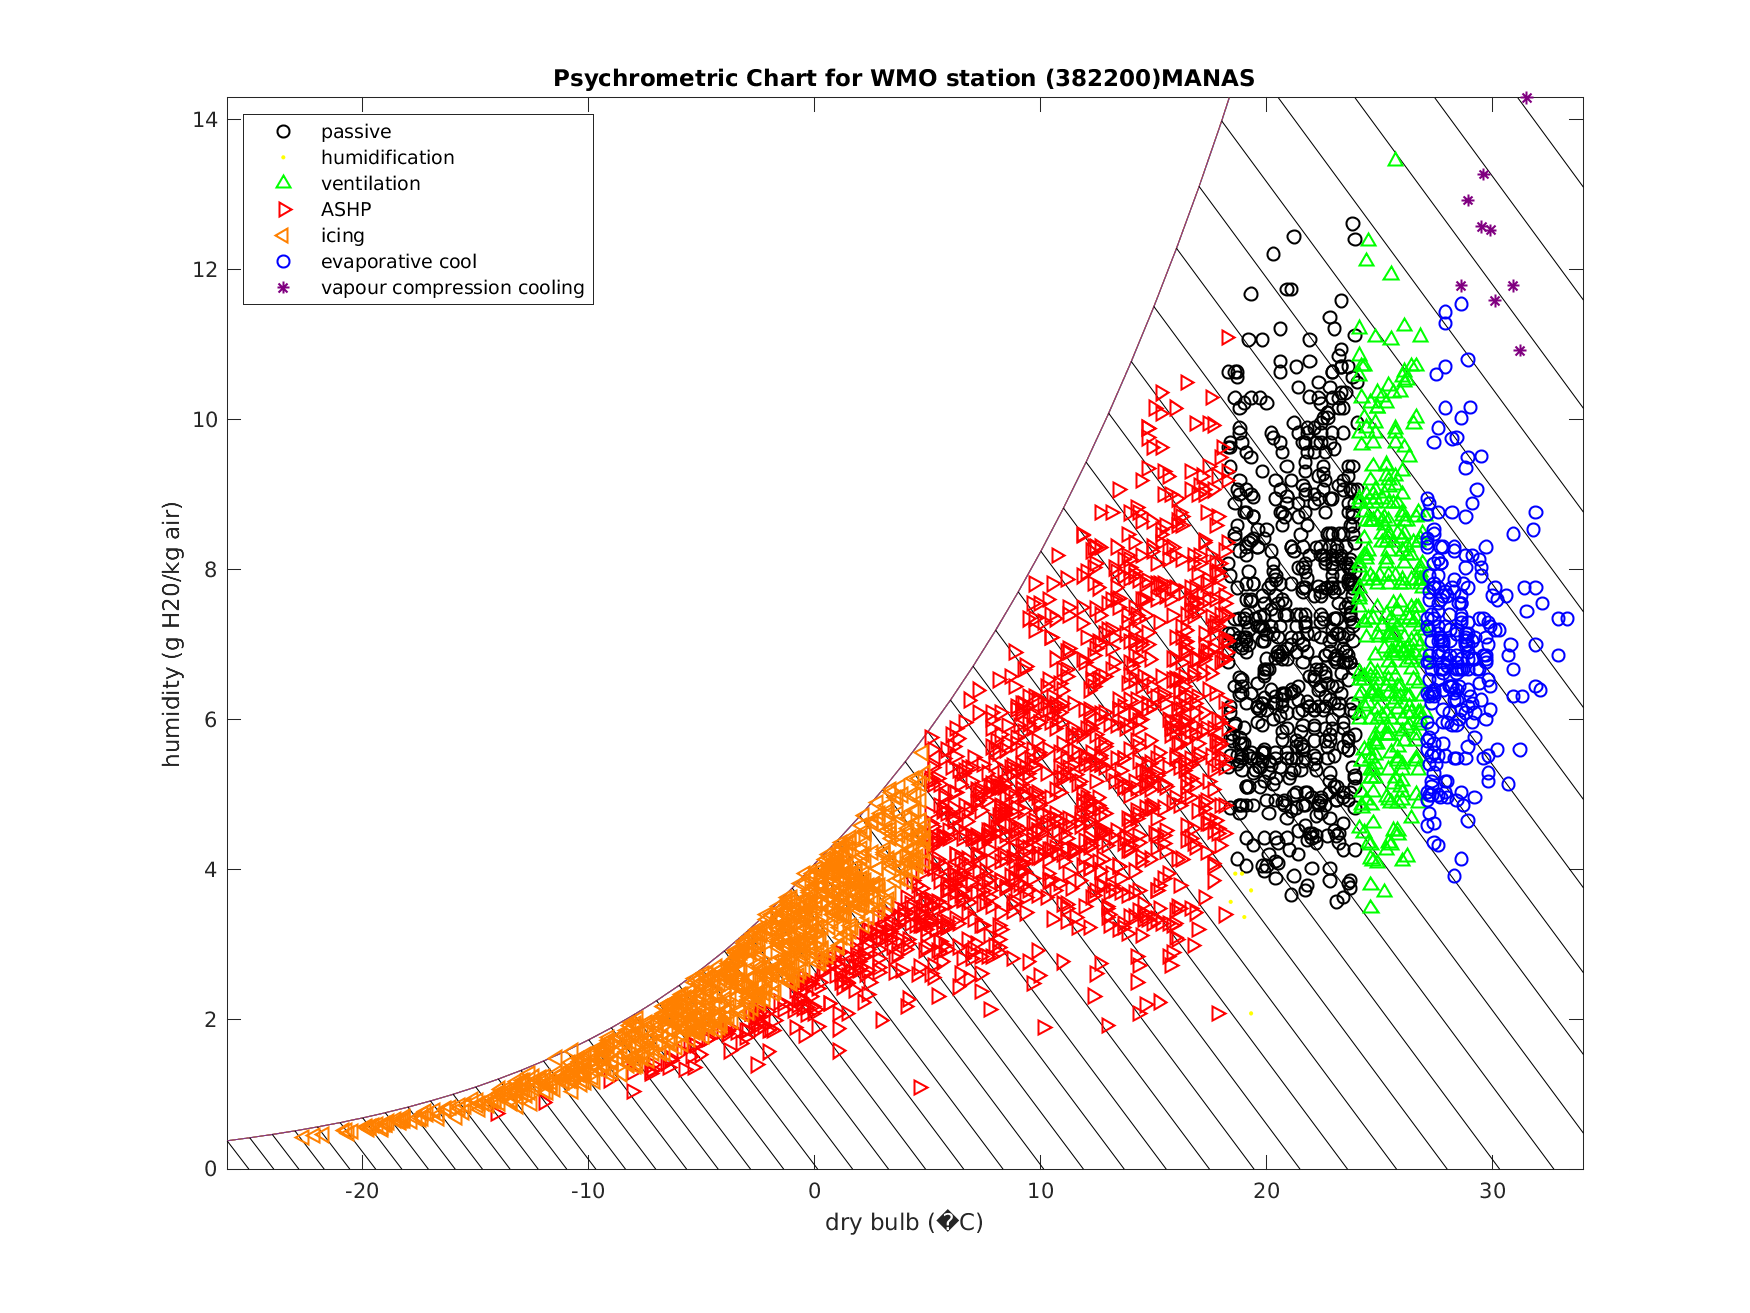 Psychrometric Chart for WMO station (382200)MANAS
14
12
10
8
6
4
2
0
humidity (g H20/kg air)
passive
humidification
ventilation
ASHP
icing
evaporative cool
vapour compression cooling
-20
-10
0
10
20
30
dry bulb (�C)